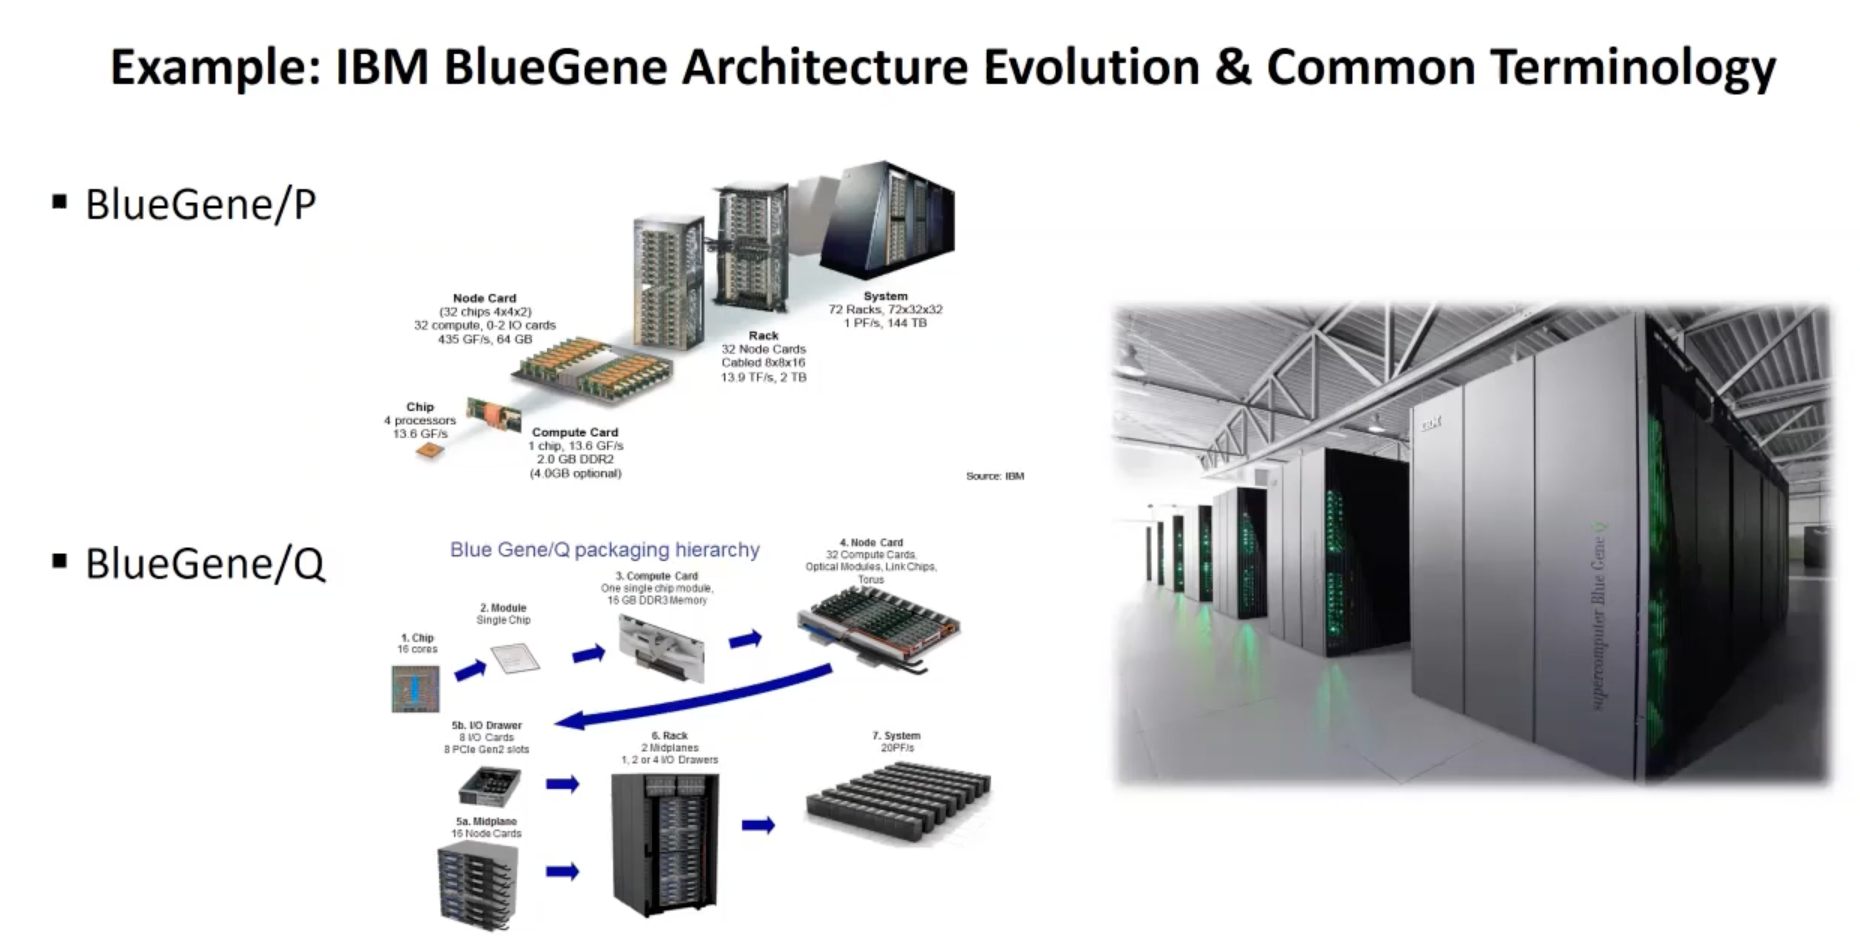 Example: IBM BlueGene Architecture Evolution & Common Terminology
▪ BlueGene/P
Chip
4 processors
13.6 GF/s
Compute Card
1 chip, 13.6 GF/s
2.0 GB DDR2
(4.0GB optional)
Node Card
(32 chips 4x4x2)
32 compute, 0-2 IO cards
435 GF/s, 64 GB
Rack
32 Node Cards
Cabled 8x8x16
13.9 TF/s, 2 TB
System
72 Racks, 72x32x32
1 PF/s, 144 TB
Source: IBM
▪ BlueGene/Q
Blue Gene/Q packaging hierarchy
1. Chip
16 cores
2. Module
Single Chip
3. Compute Card
One single chip module,
16 GB DDR3 Memory
4. Node Card
32 Compute Cards,
Optical Modules, Link Chips,
Torus
5b. I/O Drawer
8 I/O Cards
8 PCIe Gen2 slots
5a. Midplane
16 Node Cards
6. Rack
2 Midplanes
1, 2 or 4 I/O Drawers
7. System
20PF/s
IBM
supercomputer Blue Gene Q